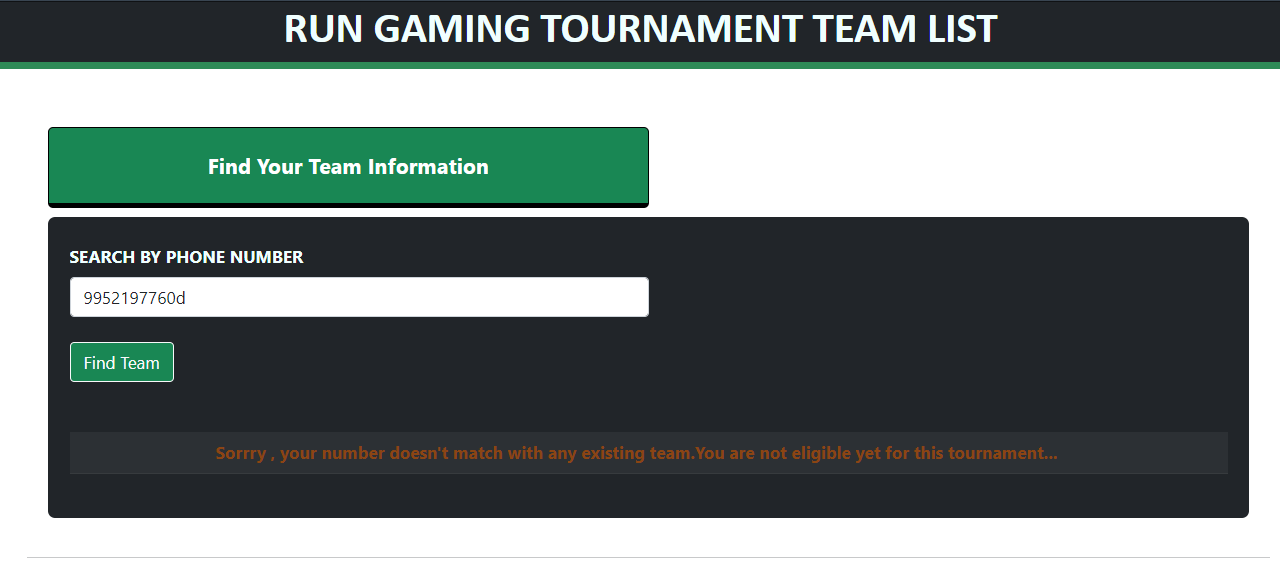 RUN GAMING TOURNAMENT TEAM LIST
Find Your Team Information
SEARCH BY PHONE NUMBER
9952197760d
Find Team
Sorrry , your number doesn't match with any existing team.You are not eligible yet for this tournament...